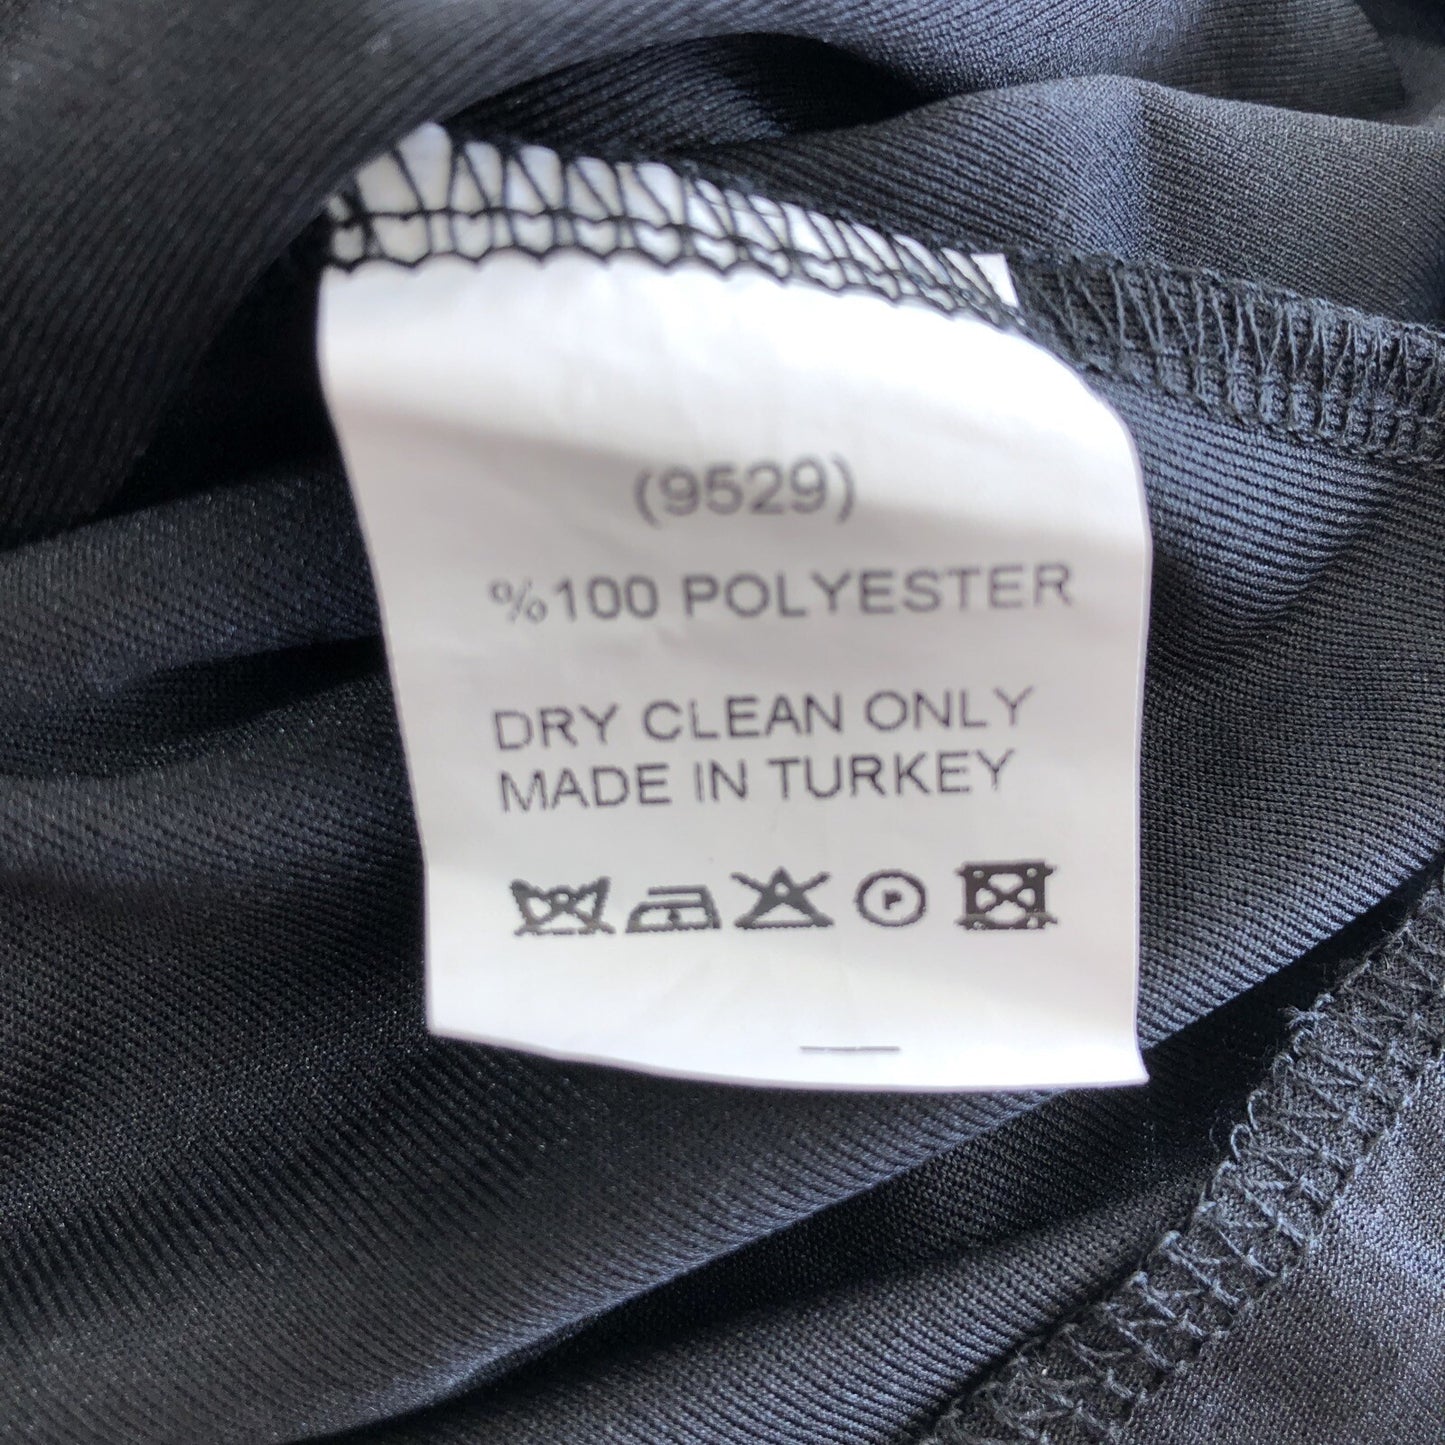 (9529)
%100 POLYESTER
DRY CLEAN ONLY
MADE IN TURKEY
P